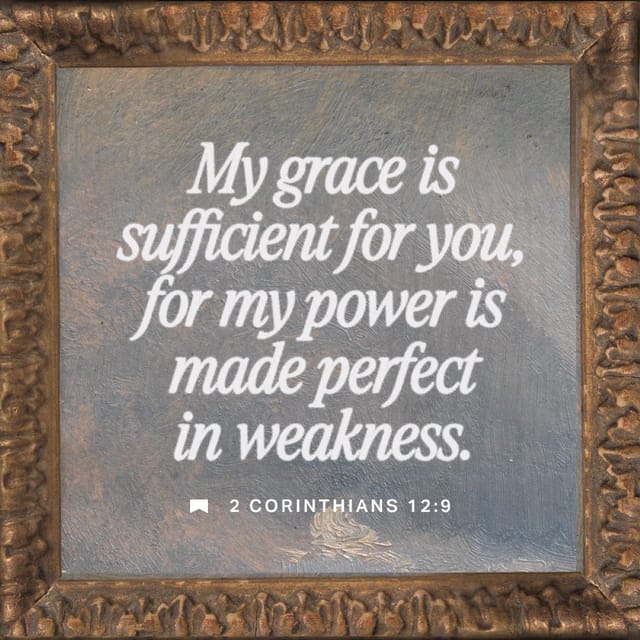 My grace is
sufficient for you,
for my power is
made perfect
in weakness.
2 CORINTHIANS 12:9